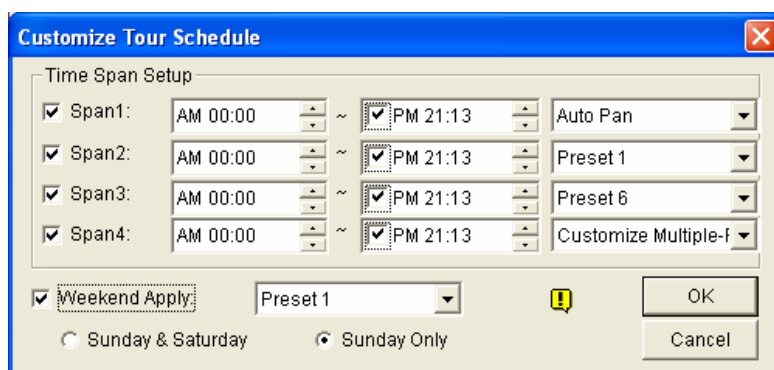 Customize Tour Schedule
Time Span Setup
Span1: AM 00:00 ~ PM 21:13 Auto Pan
Span2: AM 00:00 ~ PM 21:13 Preset 1
Span3: AM 00:00 ~ PM 21:13 Preset 6
Span4: AM 00:00 ~ PM 21:13 Customize Multiple-
Weekend Apply: Preset 1 OK
Sunday & Saturday Sunday Only Cancel